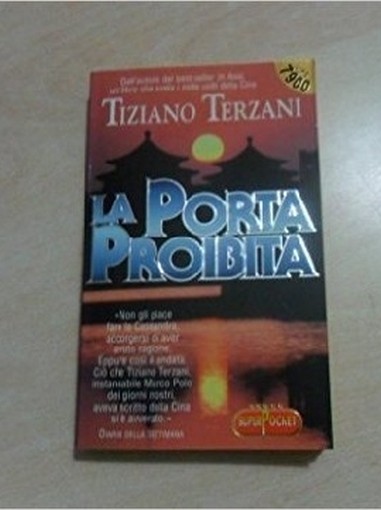 Dall'autore del best-seller In Asia,
un libro che svela i mille volti della Cina
7900
TIZIANO TERZANI
LA PORTA
PROIBITA
«Non gli piace
fare la Cassandra,
accorgersi di aver
avuto ragione.
Eppure così è andata.
Ciò che Tiziano Terzani,
instancabile Marco Polo
dei giorni nostri,
aveva scritto della Cina
si è avverato.»
DIARIO DELLA SETTIMANA
SUPERPOCKET